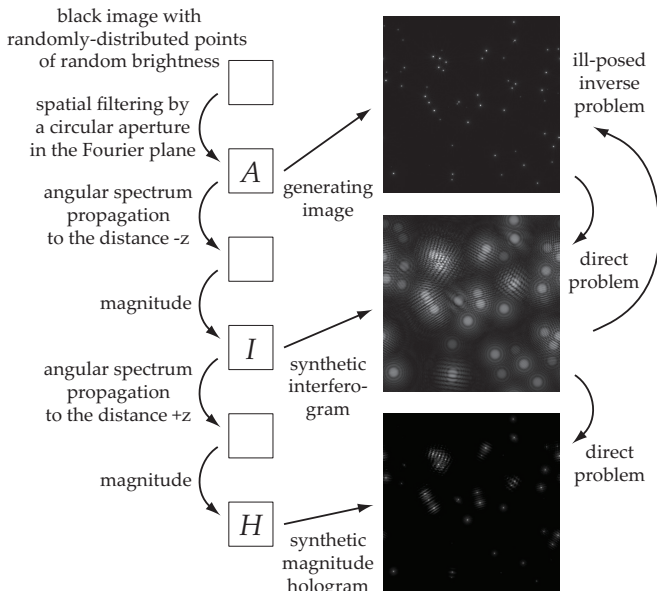 black image with
randomly-distributed points
of random brightness
spatial filtering by
a circular aperture
in the Fourier plane
A
generating
image
ill-posed
inverse
problem
angular spectrum
propagation
to the distance -z
direct
problem
magnitude
I
synthetic
interfero-
gram
angular spectrum
propagation
to the distance +z
direct
problem
magnitude
H
synthetic
magnitude
hologram